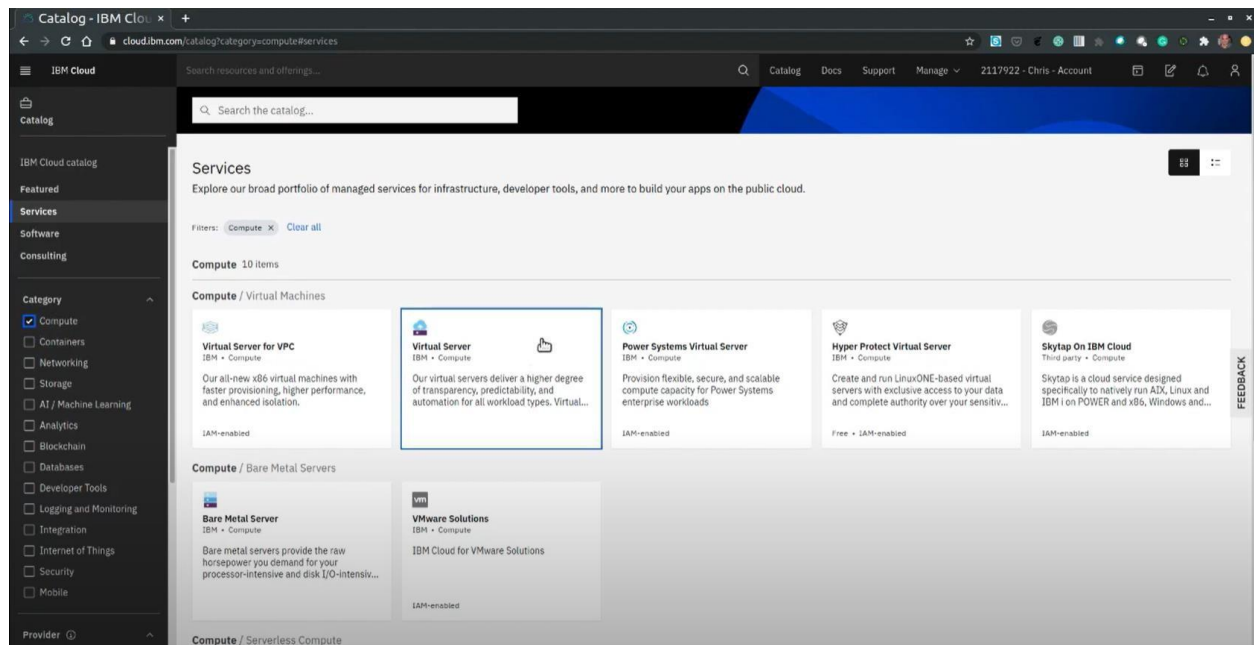 Catalog - IBM Clou × +
cloud.ibm.com/catalog?category=compute#services
IBM Cloud Search resources and offerings... Catalog Docs Support Manage 2117922 - Chris - Account
Catalog
Search the catalog...
IBM Cloud catalog
Featured
Services
Software
Consulting
Category
Compute
Containers
Networking
Storage
AI / Machine Learning
Analytics
Blockchain
Databases
Developer Tools
Logging and Monitoring
Integration
Internet of Things
Security
Mobile
Provider
Services
Explore our broad portfolio of managed services for infrastructure, developer tools, and more to build your apps on the public cloud.
Filters: Compute × Clear all
Compute 10 items
Compute / Virtual Machines
Virtual Server for VPC
IBM • Compute
Our all-new x86 virtual machines with
faster provisioning, higher performance,
and enhanced isolation.
IAM-enabled
Virtual Server
IBM • Compute
Our virtual servers deliver a higher degree
of transparency, predictability, and
automation for all workload types. Virtual...
Power Systems Virtual Server
IBM • Compute
Provision flexible, secure, and scalable
compute capacity for Power Systems
enterprise workloads
IAM-enabled
Hyper Protect Virtual Server
IBM • Compute
Create and run LinuxONE-based virtual
servers with exclusive access to your data
and complete authority over your sensitiv...
Free • IAM-enabled
Skytap On IBM Cloud
Third party • Compute
Skytap is a cloud service designed
specifically to natively run AIX, Linux and
IBM i on POWER and x86, Windows and...
IAM-enabled
Compute / Bare Metal Servers
Bare Metal Server
IBM • Compute
Bare metal servers provide the raw
horsepower you demand for your
processor-intensive and disk I/O-intensiv...
vm
VMware Solutions
IBM • Compute
IBM Cloud for VMware Solutions
IAM-enabled
Compute / Serverless Compute
FEEDBACK